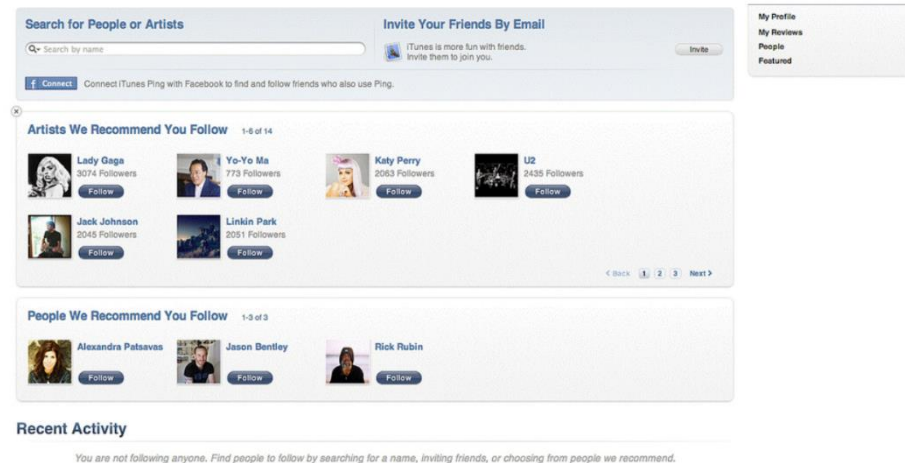 Search for People or Artists
Search by name
f Connect Connect iTunes Ping with Facebook to find and follow friends who also use Ping.
Invite Your Friends By Email
iTunes is more fun with friends.
Invite them to join you.
Invite
My Profile
My Reviews
People
Featured
Artists We Recommend You Follow 1-6 of 14
Lady Gaga
3074 Followers
Follow
Yo-Yo Ma
773 Followers
Follow
Katy Perry
2063 Followers
Follow
U2
2435 Followers
Follow
Jack Johnson
2045 Followers
Follow
Linkin Park
2051 Followers
Follow
< Back 1 2 3 Next >
People We Recommend You Follow 1-3 of 3
Alexandra Patsavas
Follow
Jason Bentley
Follow
Rick Rubin
Follow
Recent Activity
You are not following anyone. Find people to follow by searching for a name, inviting friends, or choosing from people we recommend.